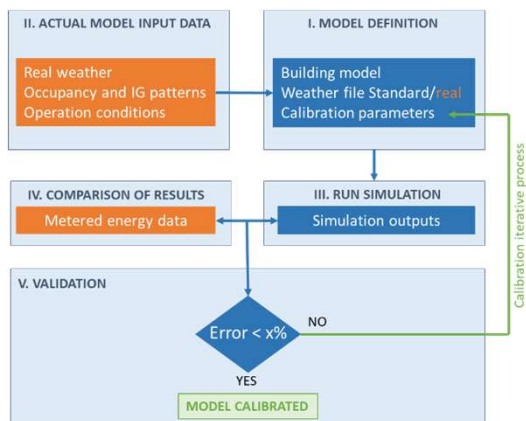 II. ACTUAL MODEL INPUT DATA
Real weather
Occupancy and IG patterns
Operation conditions
I. MODEL DEFINITION
Building model
Weather file Standard/real
Calibration parameters
IV. COMPARISON OF RESULTS
Metered energy data
III. RUN SIMULATION
Simulation outputs
Calibration iterative process
V. VALIDATION
Error < x%
NO
YES
MODEL CALIBRATED